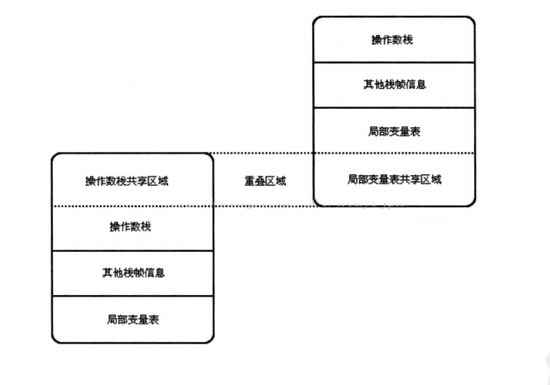 操作数栈
其他栈帧信息
局部变量表
局部变量表共享区域
重叠区域
操作数栈共享区域
操作数栈
其他栈帧信息
局部变量表